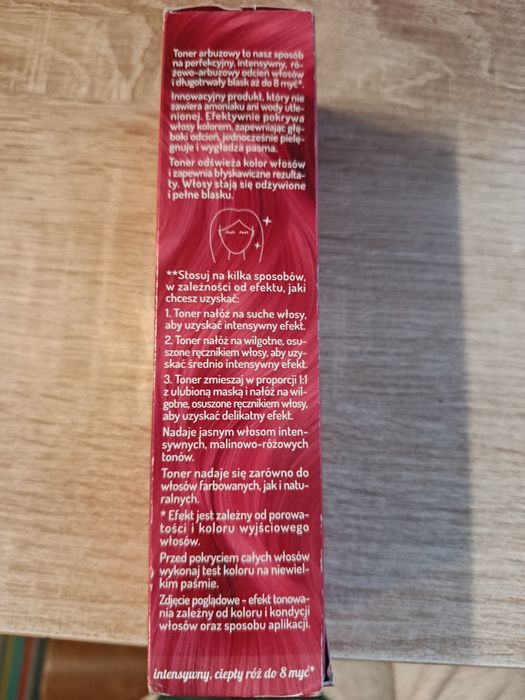 Toner arbuzowy to nasz sposób
na perfekcyjny, intensywny, ró-
żowo-arbuzowy odcień włosów
i długotrwały blask aż do 8 myć*.
Innowacyjny produkt, który nie
zawiera amoniaku ani wody utle-
nionej. Efektywnie pokrywa
włosy kolorem, zapewniając głę-
boki odcień, jednocześnie pielę-
gnuje i wygładza pasma.
Toner odświeża kolor włosów
i zapewnia błyskawiczne rezulta-
ty. Włosy stają się odżywione
i pełne blasku.
**Stosuj na kilka sposobów,
w zależności od efektu, jaki
chcesz uzyskać:
1. Toner nałóż na suche włosy,
aby uzyskać intensywny efekt.
2. Toner nałóż na wilgotne, osu-
szone ręcznikiem włosy, aby uzy-
skać średnio intensywny efekt.
3. Toner zmieszaj w proporcji 1:1
z ulubioną maską i nałóż na wil-
gotne, osuszone ręcznikiem włosy,
aby uzyskać delikatny efekt.
Nadaje jasnym włosom inten-
sywnych, malinowo-różowych
tonów.
Toner nadaje się zarówno do
włosów farbowanych, jak i natu-
ralnych.
* Efekt jest zależny od porowa-
tości i koloru wyjściowego
włosów.
Przed pokryciem całych włosów
wykonaj test koloru na niewiel-
kim paśmie.
Zdjęcie poglądowe - efekt tonowa-
nia zależny od koloru i kondycji
włosów oraz sposobu aplikacji.
intensywny, ciepły róż do 8 myć*